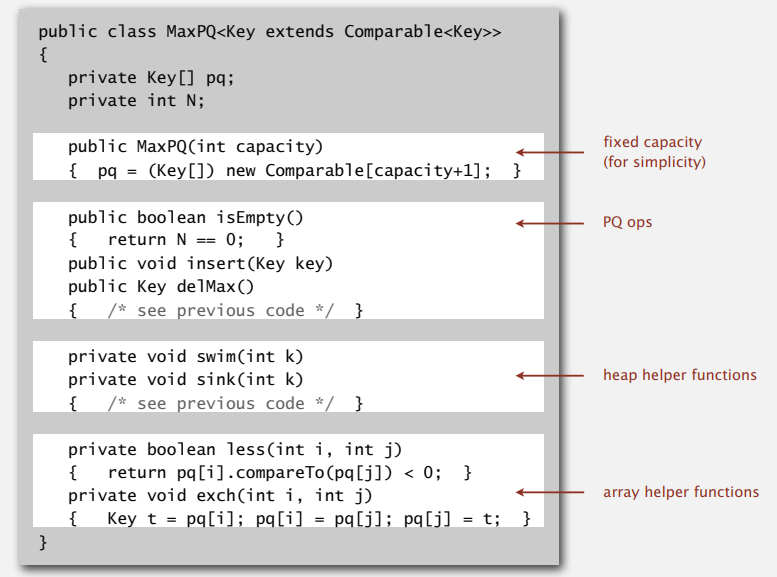 public class MaxPQ<Key extends Comparable<Key>>
{
private Key[] pq;
private int N;
public MaxPQ(int capacity)
{ pq = (Key[]) new Comparable[capacity+1]; }
fixed capacity
(for simplicity)
public boolean isEmpty()
{ return N == 0; }
public void insert(Key key)
public Key delMax()
{ /* see previous code */ }
PQ ops
private void swim(int k)
private void sink(int k)
{ /* see previous code */ }
heap helper functions
private boolean less(int i, int j)
{ return pq[i].compareTo(pq[j]) < 0; }
private void exch(int i, int j)
{ Key t = pq[i]; pq[i] = pq[j]; pq[j] = t; }
array helper functions
}